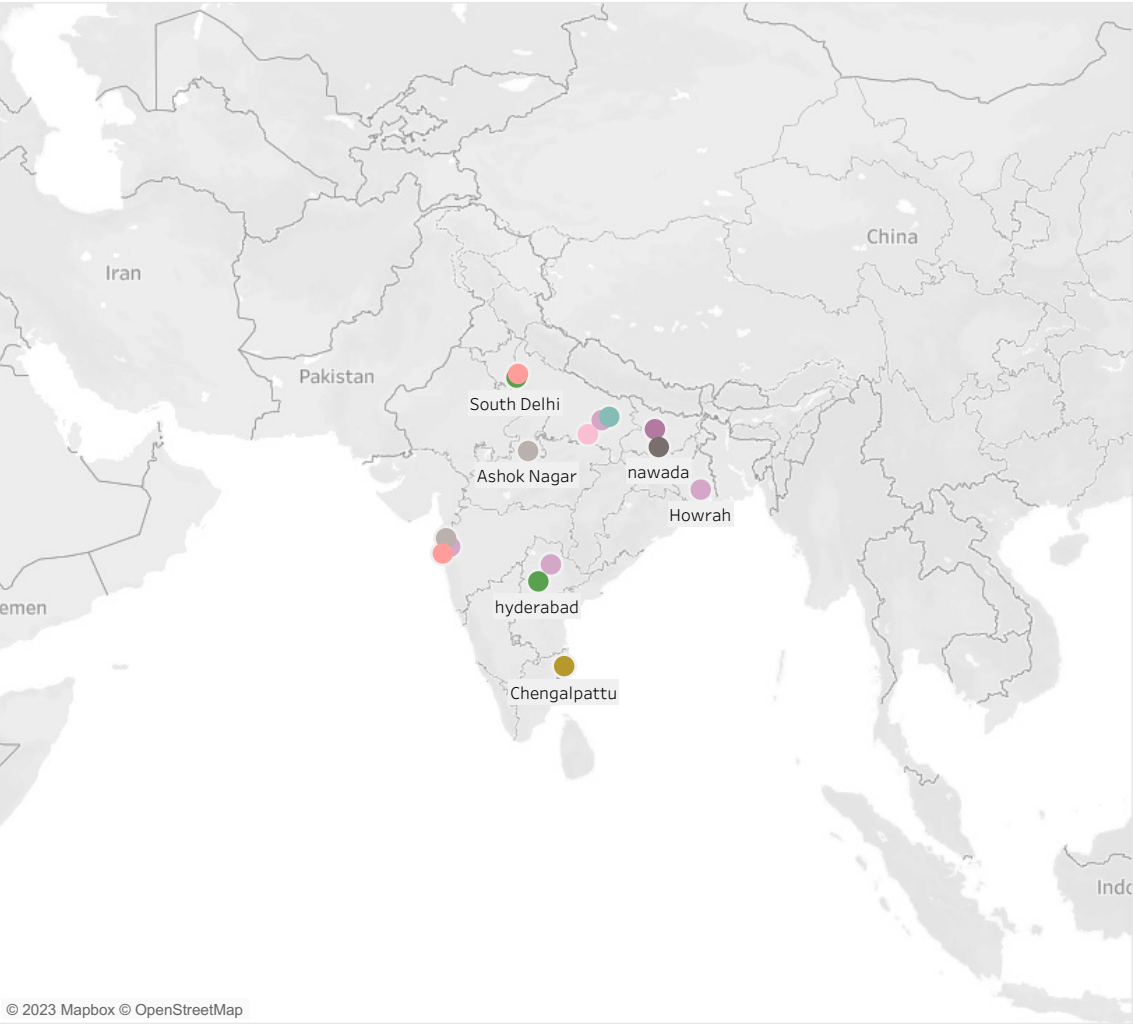 China
Iran
Pakistan
South Delhi
Ashok Nagar
nawada
Howrah
emen
hyderabad
Chengalpattu
Indo
© 2023 Mapbox © OpenStreetMap